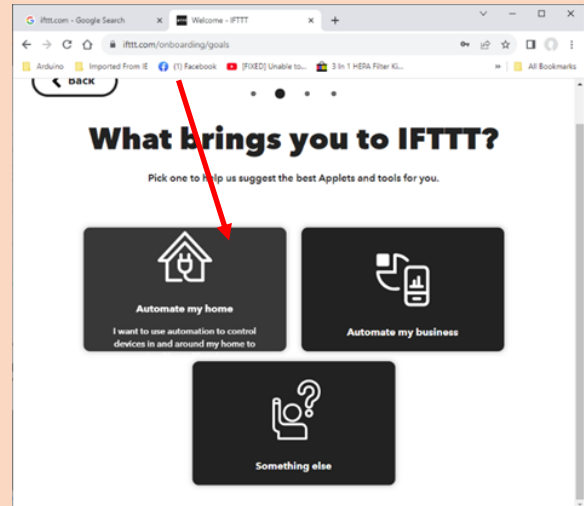 ifttt.com - Google Search
Welcome - IFTTT
ifttt.com/onboarding/goals
Arduino Imported From IE (1) Facebook [FIXED] Unable to... 3 In 1 HEPA Filter Ki... » All Bookmarks
Back
What brings you to IFTTT?
Pick one to help us suggest the best Applets and tools for you.
Automate my home
I want to use automation to control
devices in and around my home to
Automate my business
Something else